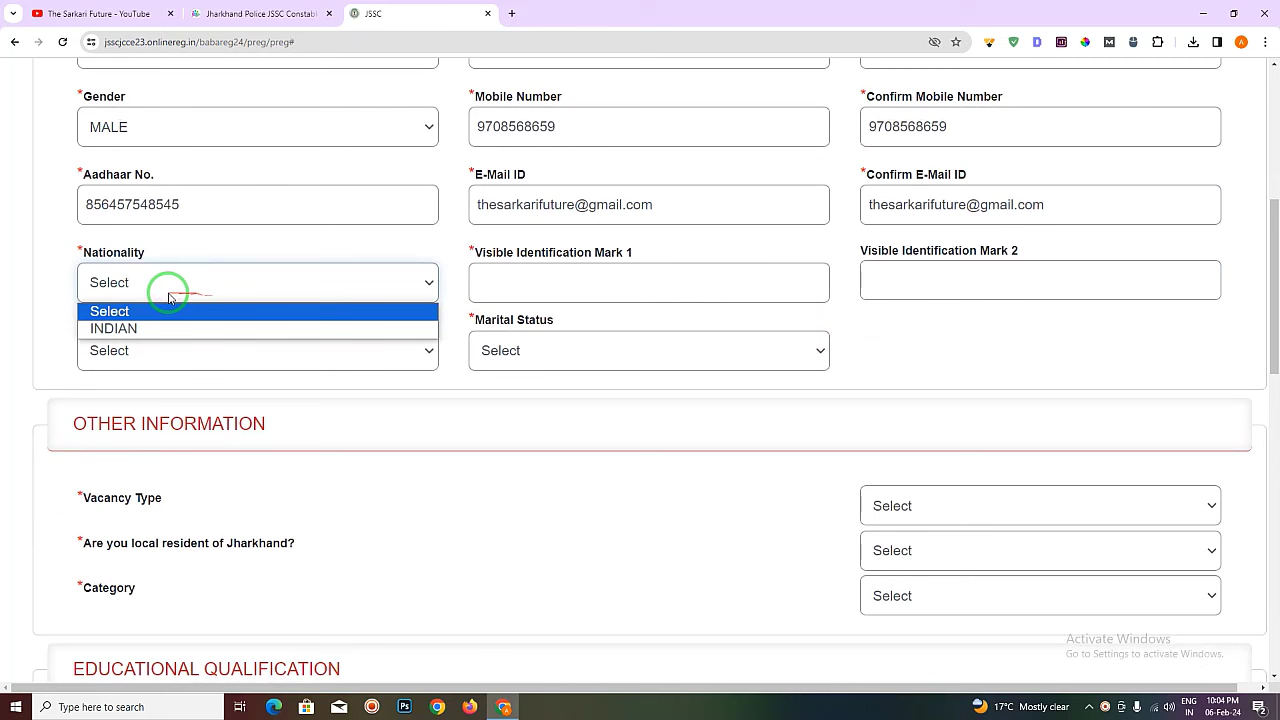 The Sarkari Future - YouTube
Jharkhand Police JSSC Constabl
JSSC
jsscjcce23.onlinereg.in/babareg24/preg/preg#
*Gender
*Mobile Number
*Confirm Mobile Number
MALE
9708568659
9708568659
*Aadhaar No.
*E-Mail ID
*Confirm E-Mail ID
856457548545
thesarkarifuture@gmail.com
thesarkarifuture@gmail.com
*Nationality
*Visible Identification Mark 1
Visible Identification Mark 2
Select
Select
INDIAN
*Marital Status
Select
Select
OTHER INFORMATION
*Vacancy Type
Select
*Are you local resident of Jharkhand?
Select
*Category
Select
Activate Windows
Go to Settings to activate Windows.
EDUCATIONAL QUALIFICATION
Type here to search
17°C Mostly clear
ENG
IN
10:04 PM
06-Feb-24